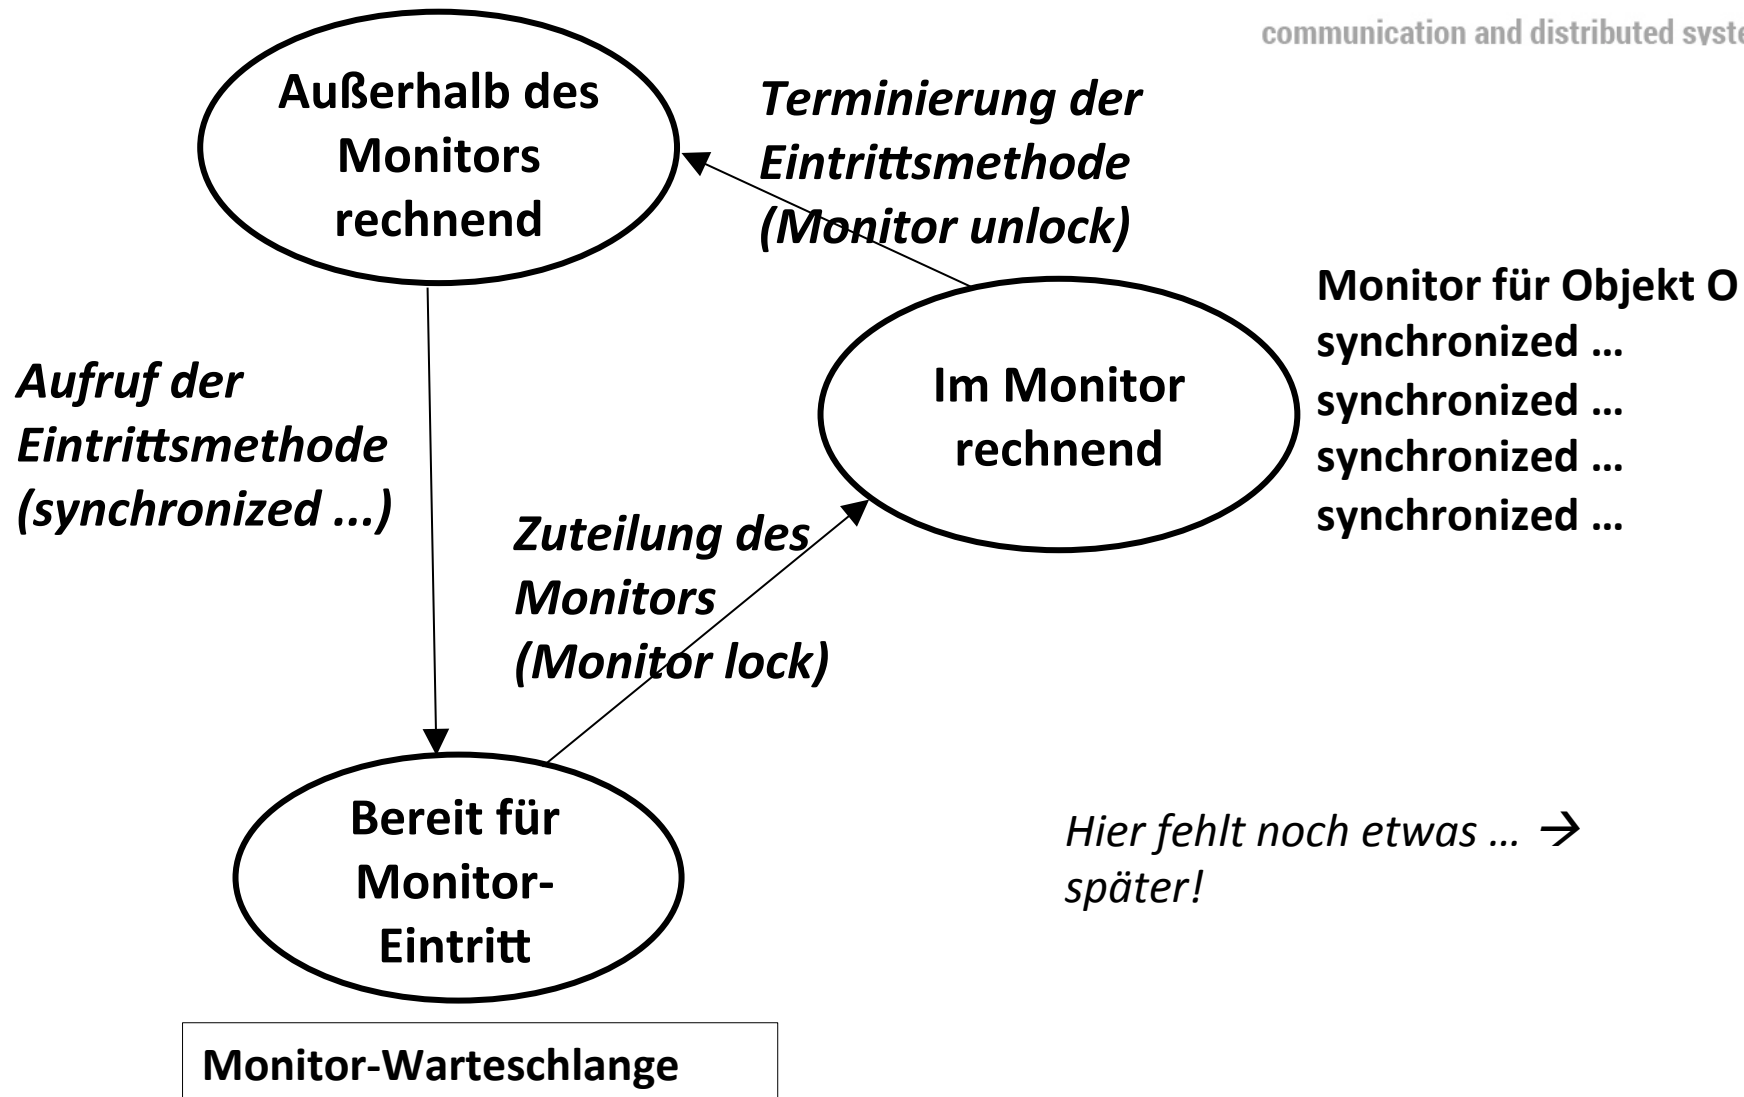 communication and distributed syste
Außerhalb des
Monitors
rechnend
Terminierung der
Eintrittsmethode
(Monitor unlock)
Monitor für Objekt O
synchronized ...
synchronized ...
synchronized ...
synchronized ...
Im Monitor
rechnend
Aufruf der
Eintrittsmethode
(synchronized ...)
Zuteilung des
Monitors
(Monitor lock)
Bereit für
Monitor-
Eintritt
Hier fehlt noch etwas ... →
später!
Monitor-Warteschlange